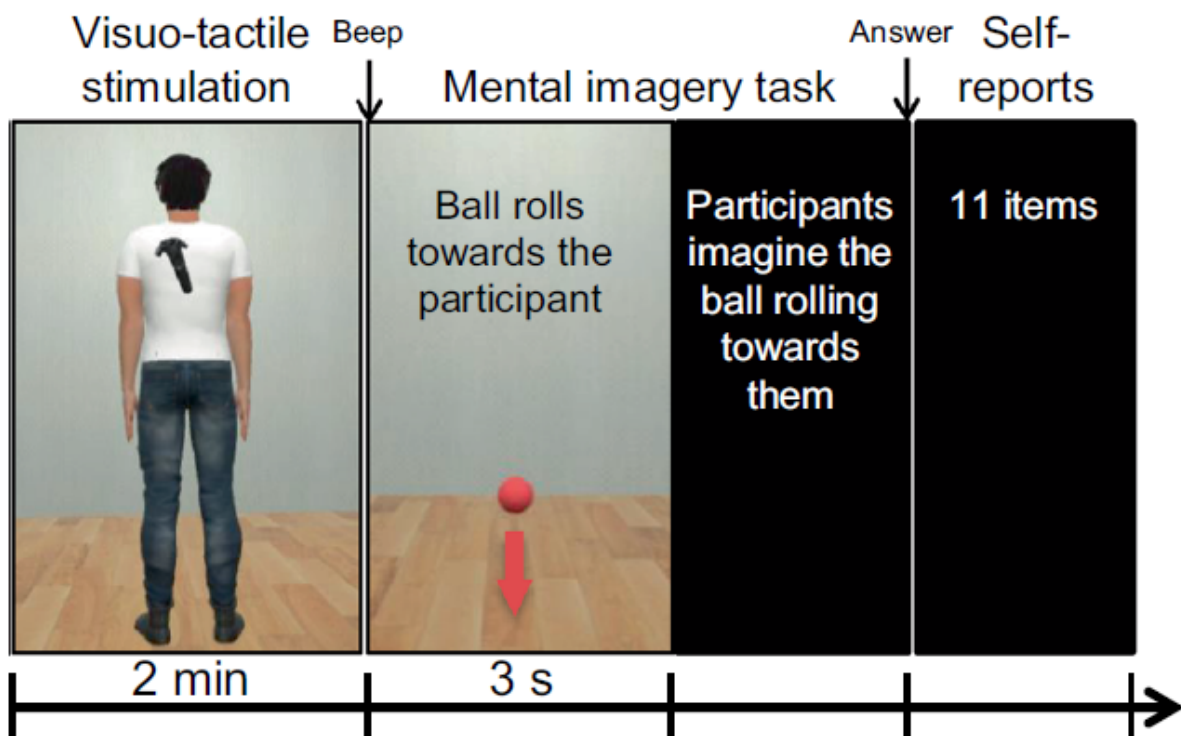 Visuo-tactile
stimulation
Beep
Mental imagery task
Answer
Self-
reports
Ball rolls
towards the
participant
Participants
imagine the
ball rolling
towards
them
11 items
2 min
3 s